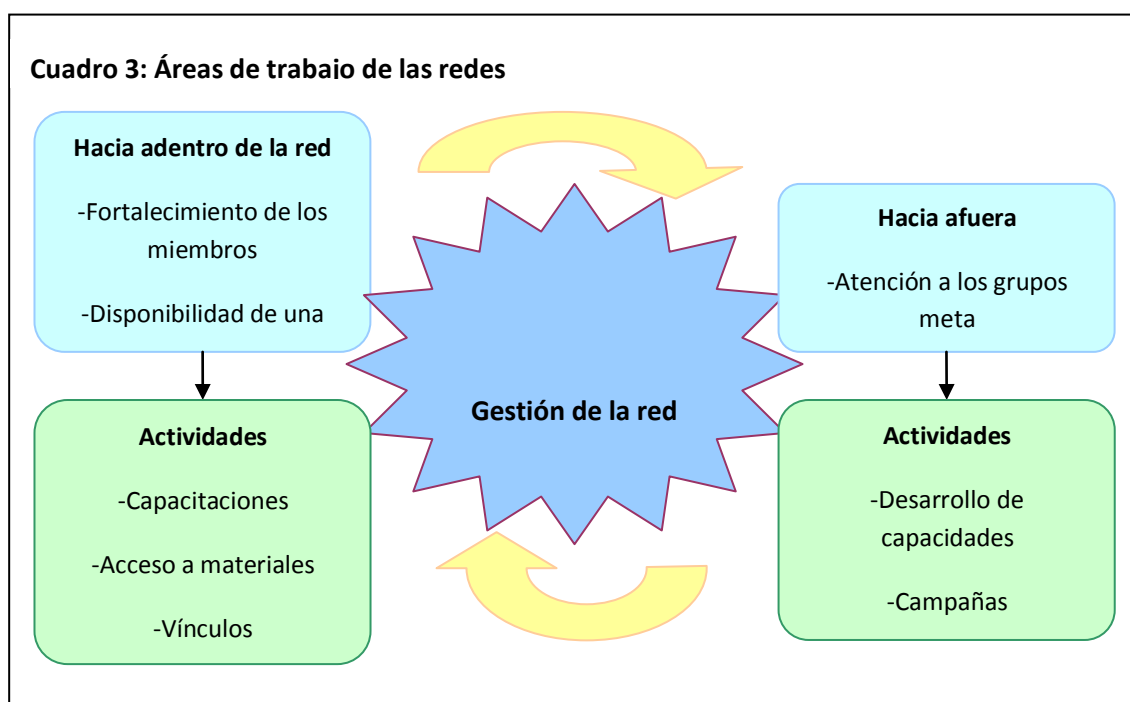 Cuadro 3: Áreas de trabajo de las redes
Hacia adentro de la red
-Fortalecimiento de los
miembros
-Disponibilidad de una
Actividades
-Capacitaciones
-Acceso a materiales
-Vínculos
Gestión de la red
Hacia afuera
-Atención a los grupos
meta
Actividades
-Desarrollo de
capacidades
-Campañas